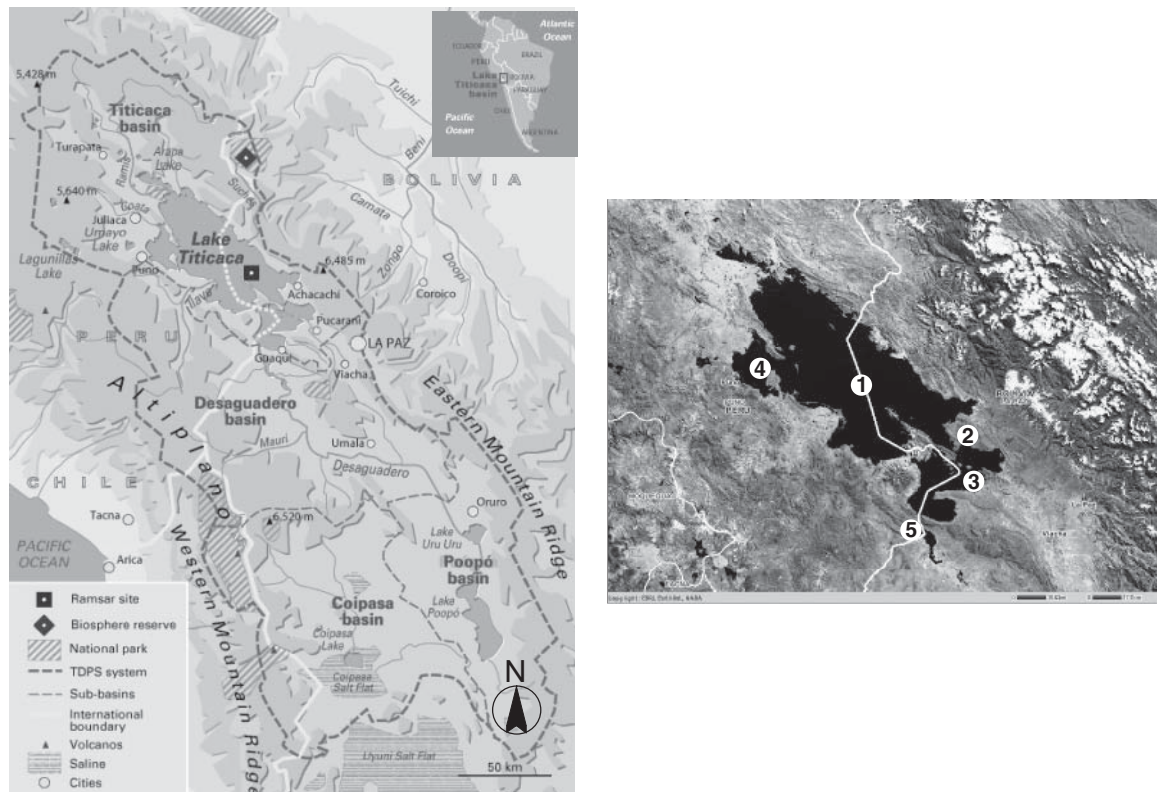 Atlantic
Ocean
ECUADOR
PERU
BRAZIL
Lake
Titicaca
basin
BOLIVIA
PARAGUAY
CHILE
Pacific
Ocean
ARGENTINA
5,428 m
Titicaca
basin
Turapata
Ramis
Arapa
Lake
Suches
5,640 m
Coata
Juliaca
Umayo
Lake
Lagunillas
Lake
Puno
Lake
Titicaca
Ilave
6,485 m
Achacachi
Pucarani
LA PAZ
Guaqui
Viacha
Tuichi
Beni
BOLIVIA
Camata
Zongo
Doopi
Coroico
PERU
Altiplano
Desaguadero
basin
Mauri
Umala
Desaguadero
Eastern Mountain Ridge
CHILE
Tacna
Arica
PACIFIC
OCEAN
6,520 m
Oruro
Lake
Uru Uru
Poopó
basin
Lake
Poopó
Coipasa
basin
Coipasa
Lake
Coipasa
Salt Flat
Western Mountain Ridge
Uyuni Salt Flat
N
50 km
Ramsar site
Biosphere reserve
National park
TDPS system
Sub-basins
International
boundary
Volcanos
Saline
Cities
1
2
3
4
5
PERU
Viacha